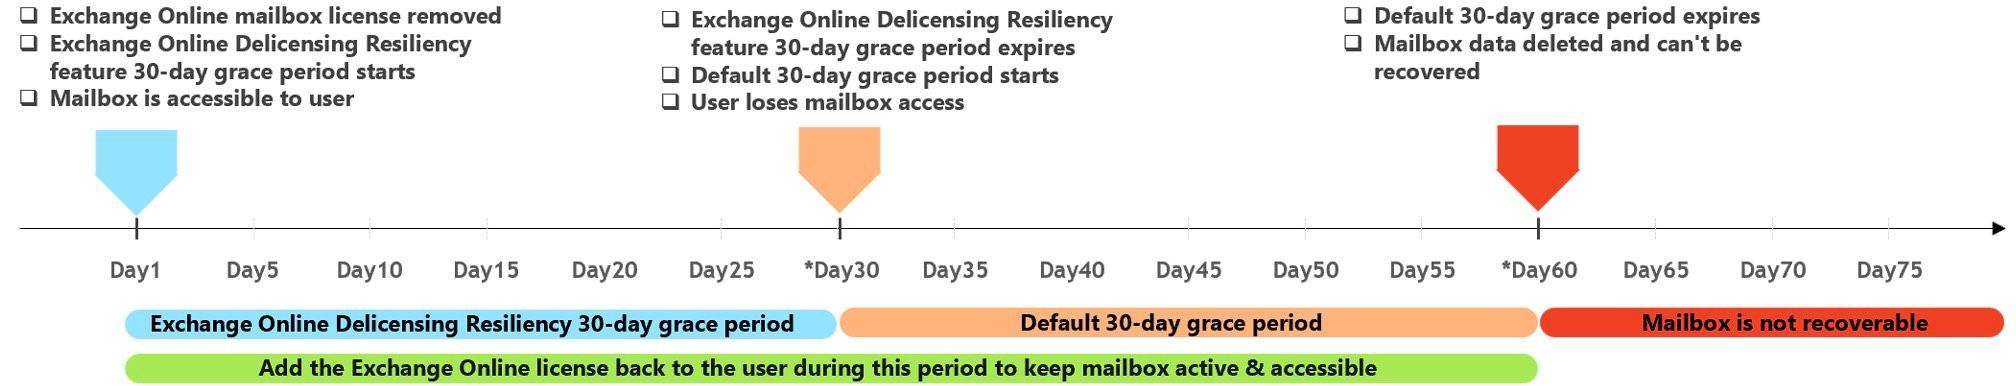 Exchange Online mailbox license removed
Exchange Online Delicensing Resiliency
feature 30-day grace period starts
Mailbox is accessible to user
Exchange Online Delicensing Resiliency
feature 30-day grace period expires
Default 30-day grace period starts
User loses mailbox access
Default 30-day grace period expires
Mailbox data deleted and can't be
recovered
Day1 Day5 Day10 Day15 Day20 Day25 *Day30 Day35 Day40 Day45 Day50 Day55 *Day60 Day65 Day70 Day75
Exchange Online Delicensing Resiliency 30-day grace period Default 30-day grace period Mailbox is not recoverable
Add the Exchange Online license back to the user during this period to keep mailbox active & accessible